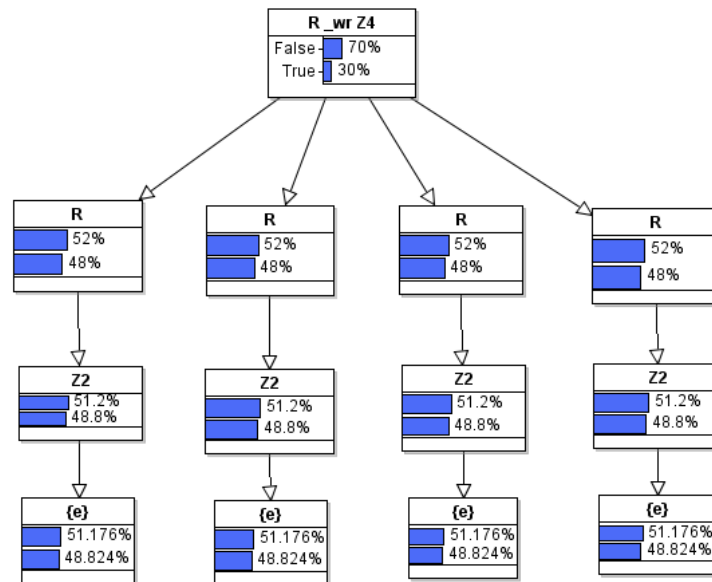 R _wr Z4
False 70%
True 30%
R R R R
52% 52% 52% 52%
48% 48% 48% 48%
Z2 Z2 Z2 Z2
51.2% 51.2% 51.2% 51.2%
48.8% 48.8% 48.8% 48.8%
{e} {e} {e} {e}
51.176% 51.176% 51.176% 51.176%
48.824% 48.824% 48.824% 48.824%